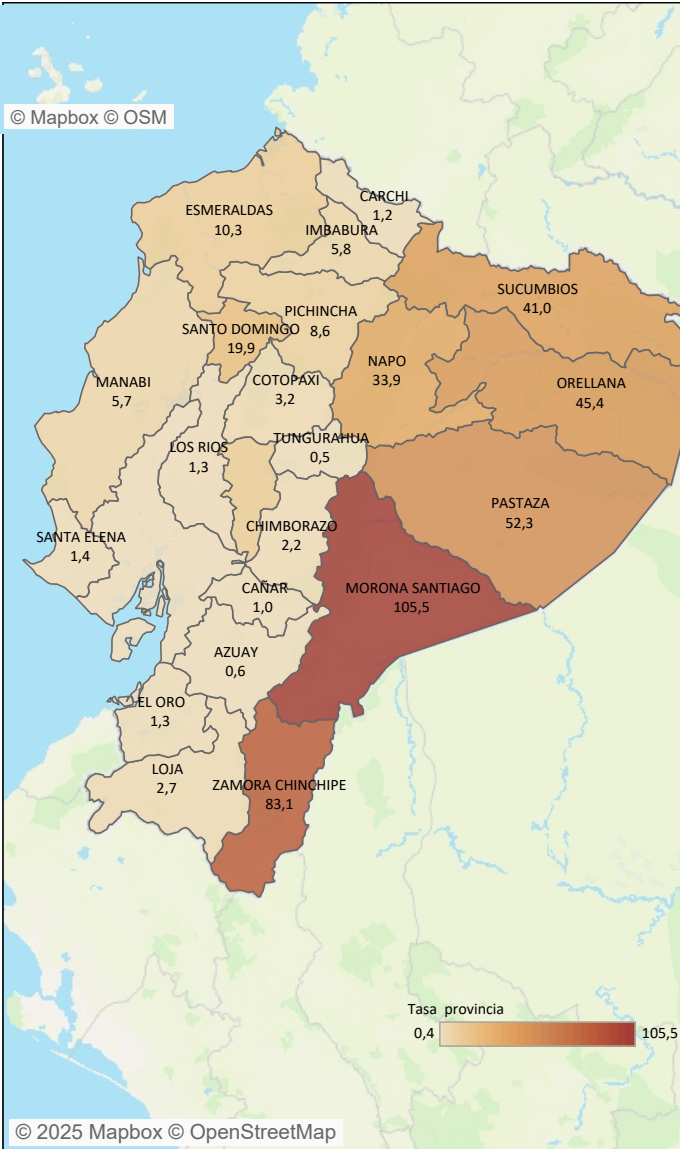 © Mapbox © OSM
CARCHI
1,2
ESMERALDAS
10,3
IMBABURA
5,8
SUCUMBIOS
41,0
PICHINCHA
8,6
SANTO DOMINGO
19,9
NAPO
33,9
MANABI
5,7
COTOPAXI
3,2
ORELLANA
45,4
TUNGURAHUA
0,5
LOS RIOS
1,3
PASTAZA
52,3
CHIMBORAZO
2,2
SANTA ELENA
1,4
CAÑAR
1,0
MORONA SANTIAGO
105,5
AZUAY
0,6
EL ORO
1,3
LOJA
2,7
ZAMORA CHINCHIPE
83,1
Tasa provincia
0,4 105,5
© 2025 Mapbox © OpenStreetMap